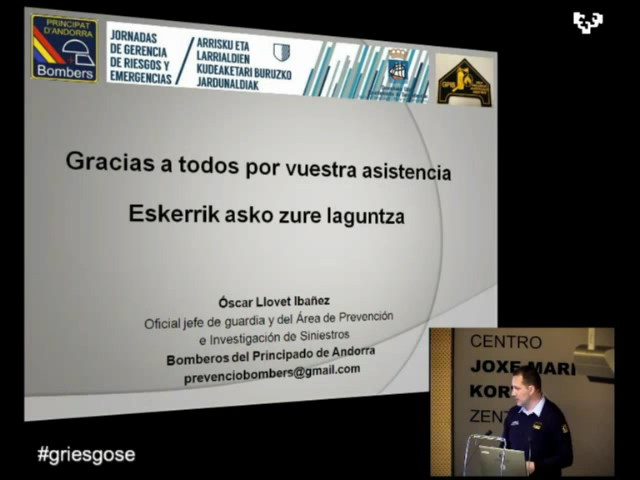 PRINCIPAT
D'ANDORRA
Bombers
JORNADAS
DE GERENCIA
DE RIESGOS Y
EMERGENCIAS
ARRISKU ETA
LARRIALDIEN
KUDEAKETARI BURUZKO
JARDUNALDIAK
Gracias a todos por vuestra asistencia
Eskerrik asko zure laguntza
Óscar Llovet Ibañez
Oficial jefe de guardia y del Área de Prevención
e Investigación de Siniestros
Bomberos del Principado de Andorra
prevenciobombers@gmail.com
CENTRO
JOXE MARI
KOR
ZENT
#griesgose